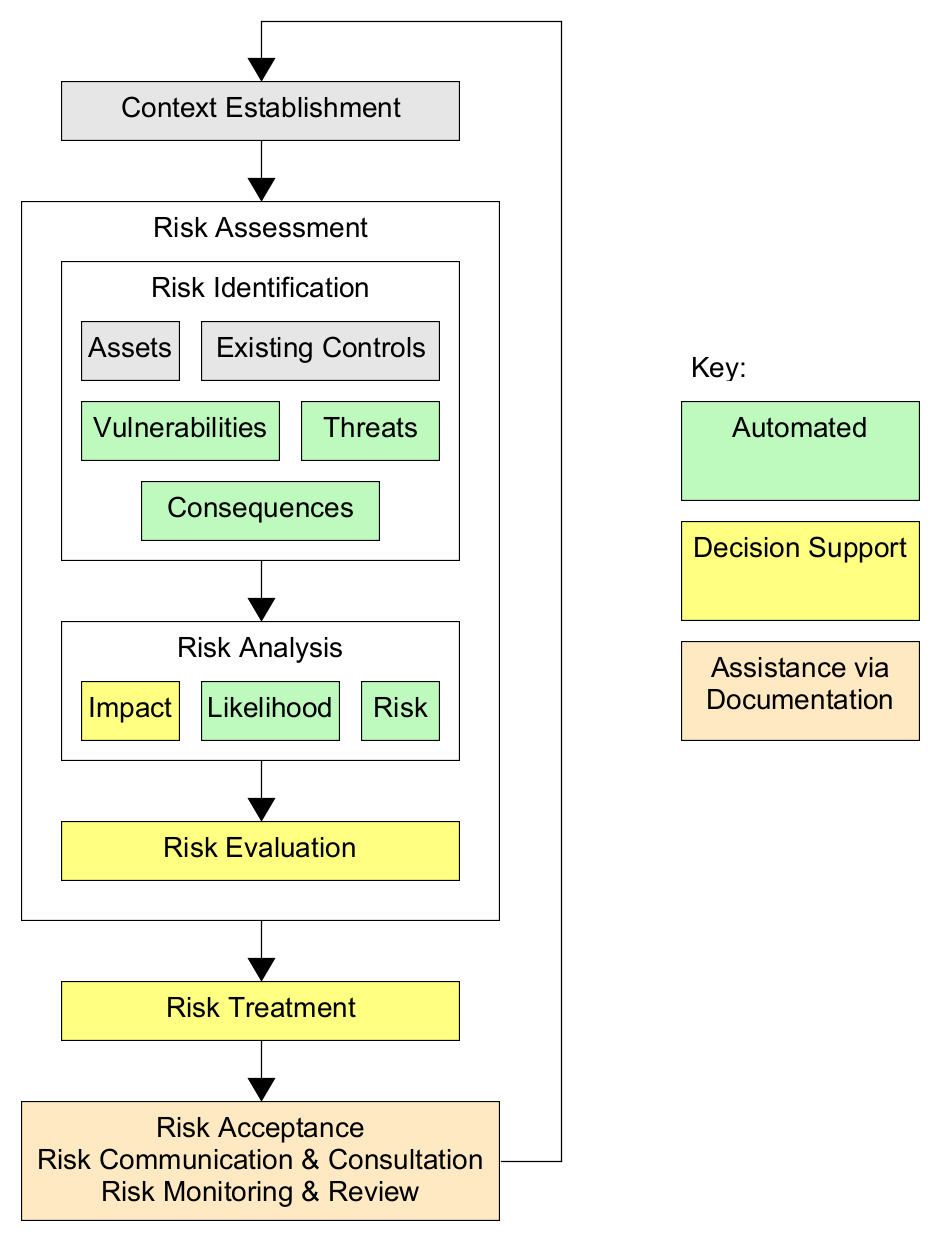 Context Establishment
Risk Assessment
Risk Identification
Assets
Existing Controls
Vulnerabilities
Threats
Consequences
Risk Analysis
Impact
Likelihood
Risk
Risk Evaluation
Risk Treatment
Risk Acceptance
Risk Communication & Consultation
Risk Monitoring & Review
Key:
Automated
Decision Support
Assistance via
Documentation